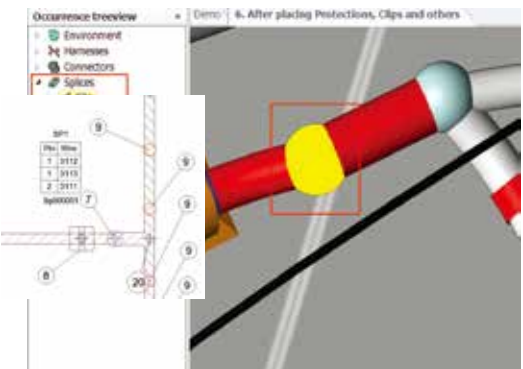 Occurrence treeview
Demo
6. After placing Protections, Clips and others
Environment
Harnesses
Connectors
Splices
SP1
Pin Wire
1 3112
1 3113
2 3111
Sp000001
7
8
9
9
9
9
9
20